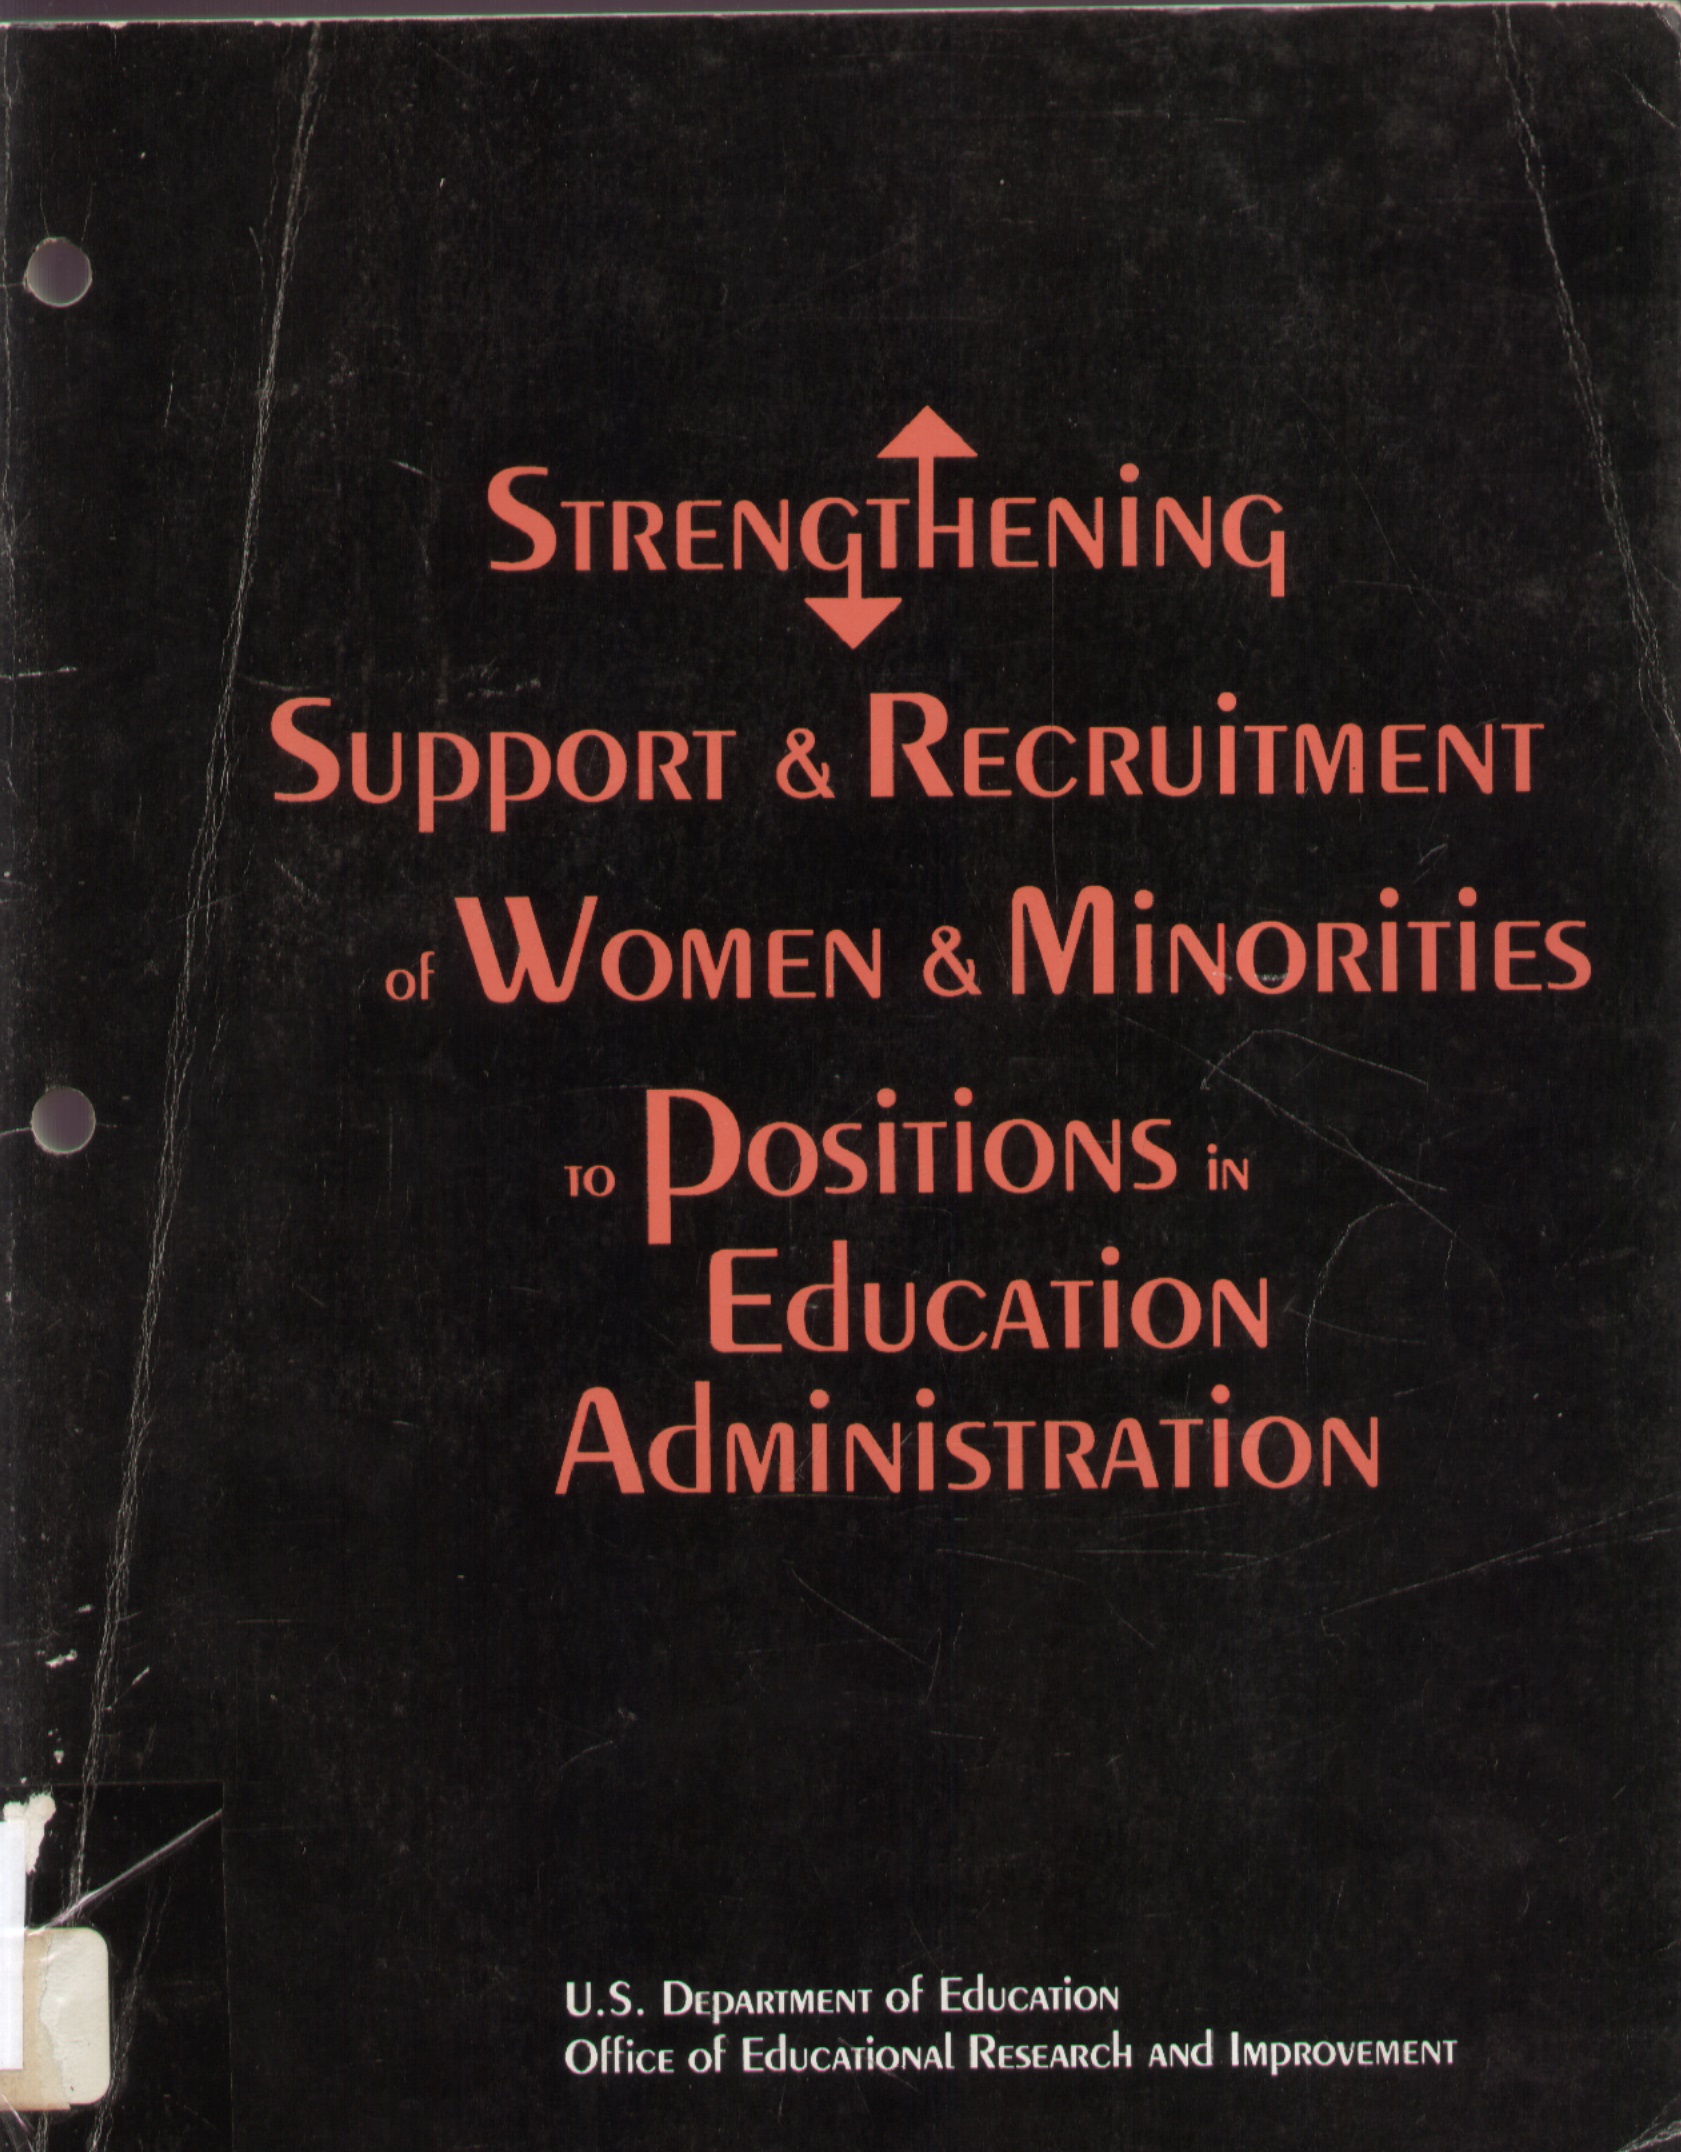 Strengthening
Support & Recruitment
of Women & Minorities
to Positions in
Education
Administration
U.S. Department of Education
Office of Educational Research and Improvement